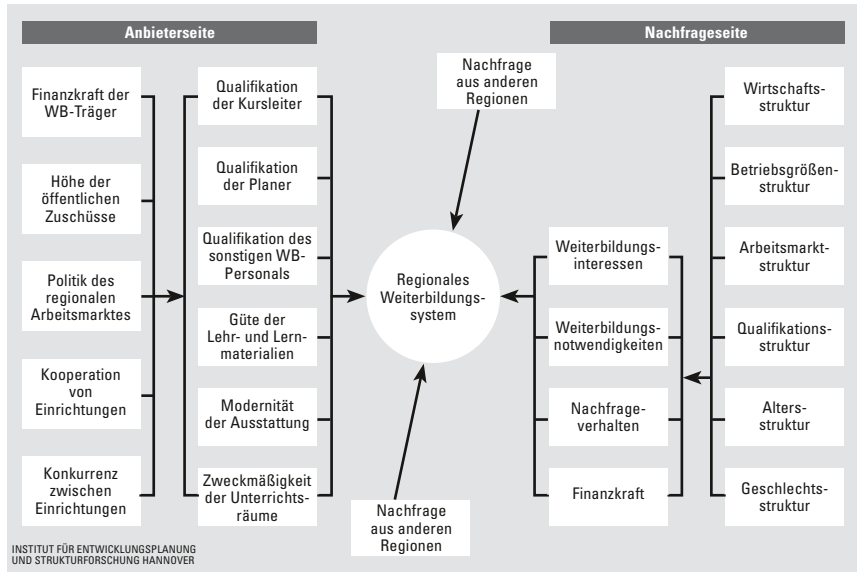 Anbieterseite
Finanzkraft der
WB-Träger
Höhe der
öffentlichen
Zuschüsse
Politik des
regionalen
Arbeitsmarktes
Kooperation
von
Einrichtungen
Konkurrenz
zwischen
Einrichtungen
Qualifikation
der Kursleiter
Qualifikation
der Planer
Qualifikation des
sonstigen WB-
Personals
Güte der
Lehr- und Lern-
materialien
Modernität
der Ausstattung
Zweckmäßigkeit
der Unterrichts-
räume
Nachfrage
aus anderen
Regionen
Regionales
Weiterbildungs-
system
Nachfrage
aus anderen
Regionen
Nachfrageseite
Weiterbildungs-
interessen
Weiterbildungs-
notwendigkeiten
Nachfrage-
verhalten
Finanzkraft
Wirtschafts-
struktur
Betriebsgrößen-
struktur
Arbeitsmarkt-
struktur
Qualifikations-
struktur
Alters-
struktur
Geschlechts-
struktur
INSTITUT FÜR ENTWICKLUNGSPLANUNG
UND STRUKTURFORSCHUNG HANNOVER